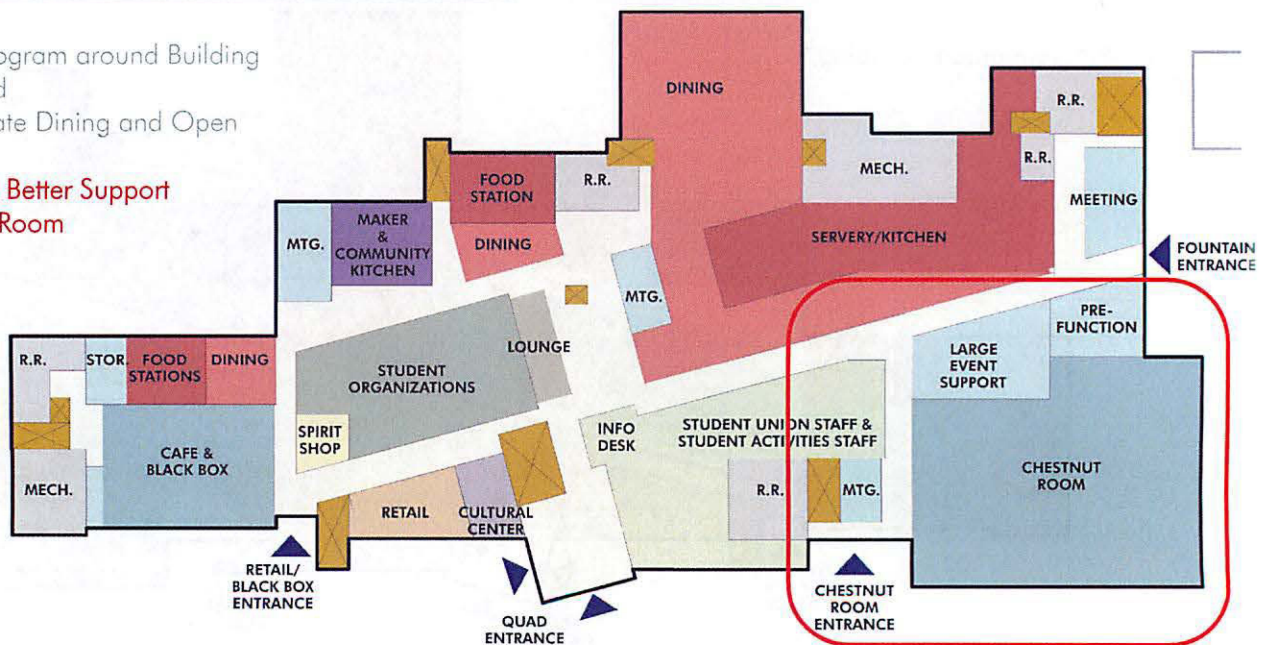 ogram around Building
d
ate Dining and Open
Better Support
Room
DINING
R.R.
R.R.
MECH.
MEETING
FOUNTAIN
ENTRANCE
FOOD
STATION
R.R.
DINING
MAKER
&
COMMUNITY
KITCHEN
MTG.
SERVERY/KITCHEN
MTG.
PRE-
FUNCTION
LARGE
EVENT
SUPPORT
R.R.
STOR.
FOOD
STATIONS
DINING
LOUNGE
STUDENT
ORGANIZATIONS
SPIRIT
SHOP
INFO
DESK
STUDENT UNION STAFF &
STUDENT ACTIVITIES STAFF
CAFE &
BLACK BOX
CHESTNUT
ROOM
MECH.
RETAIL
CULTURAL
CENTER
R.R.
MTG.
RETAIL/
BLACK BOX
ENTRANCE
QUAD
ENTRANCE
CHESTNUT
ROOM
ENTRANCE